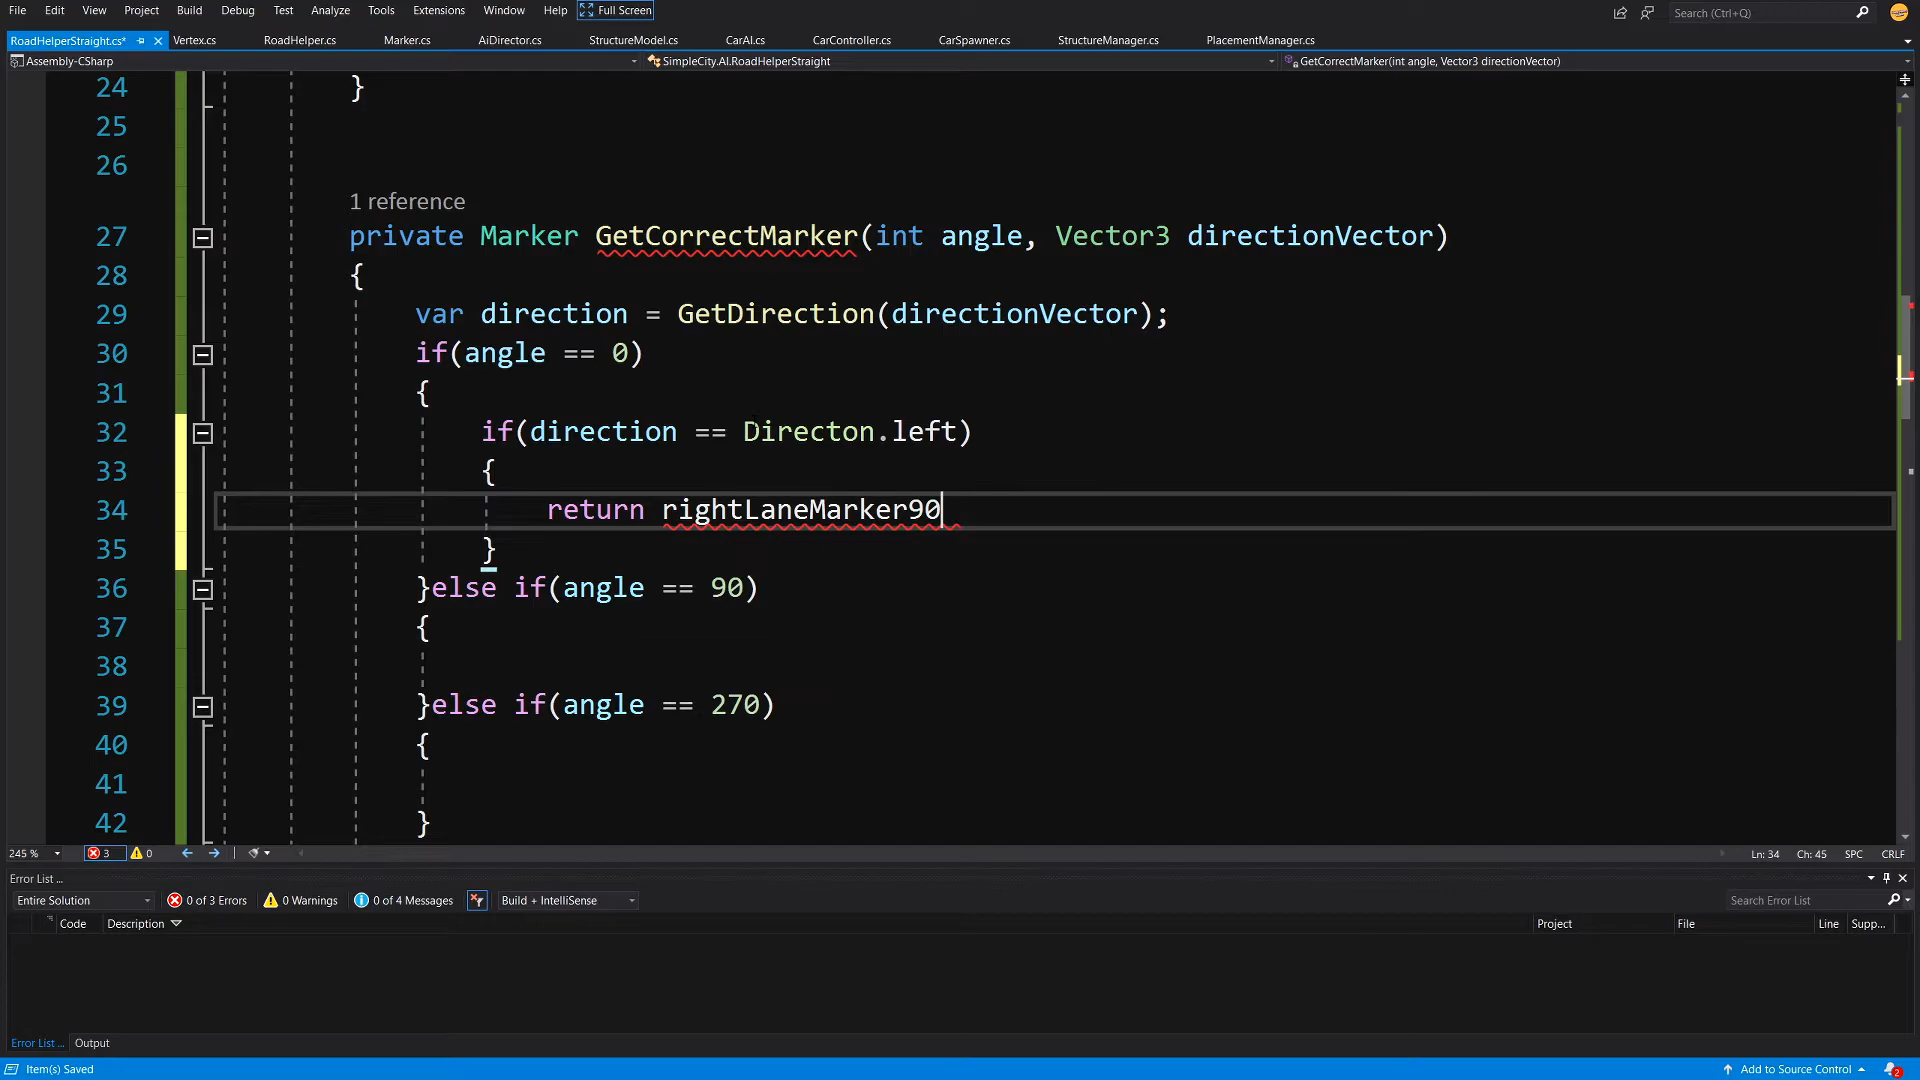 File Edit View Project Build Debug Test Analyze Tools Extensions Window Help Full Screen Search (Ctrl+Q)
RoadHelperStraight.cs* Vertex.cs RoadHelper.cs Marker.cs AiDirector.cs StructureModel.cs CarAI.cs CarController.cs CarSpawner.cs StructureManager.cs PlacementManager.cs
Assembly-CSharp SimpleCity.AI.RoadHelperStraight GetCorrectMarker(int angle, Vector3 directionVector)
24 }
25
26
1 reference
27 private Marker GetCorrectMarker(int angle, Vector3 directionVector)
28 {
29 var direction = GetDirection(directionVector);
30 if(angle == 0)
31 {
32 if(direction == Directon.left)
33 {
34 return rightLaneMarker90
35 }
36 }else if(angle == 90)
37 {
38
39 }else if(angle == 270)
40 {
41
42 }
245 % 3 0 Ln: 34 Ch: 45 SPC CRLF
Error List ...
Entire Solution 0 of 3 Errors 0 Warnings 0 of 4 Messages Build + IntelliSense Search Error List
Code Description Project File Line Supp...
Error List ... Output
Item(s) Saved Add to Source Control 2